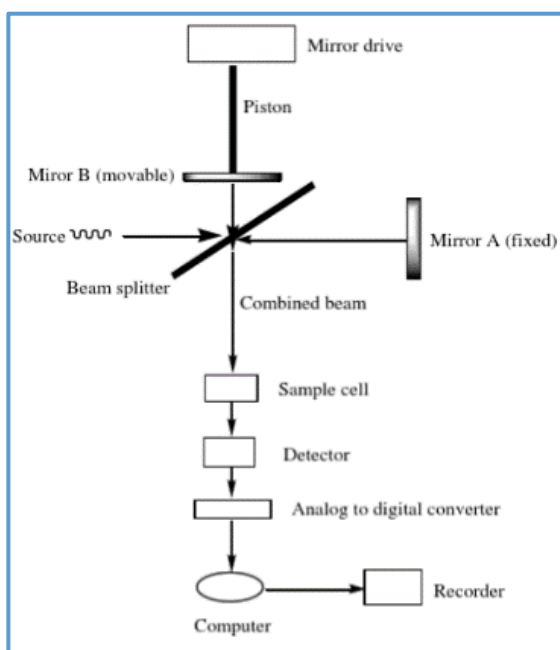 Mirror drive
Piston
Miror B (movable)
Source
Mirror A (fixed)
Beam splitter
Combined beam
Sample cell
Detector
Analog to digital converter
Recorder
Computer